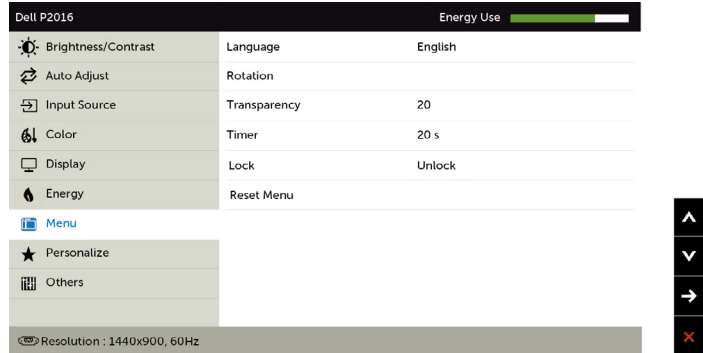 Dell P2016 Energy Use
Brightness/Contrast Language English
Auto Adjust Rotation
Input Source Transparency 20
Color Timer 20 s
Display Lock Unlock
Energy Reset Menu
Menu
Personalize
Others
Resolution : 1440x900, 60Hz